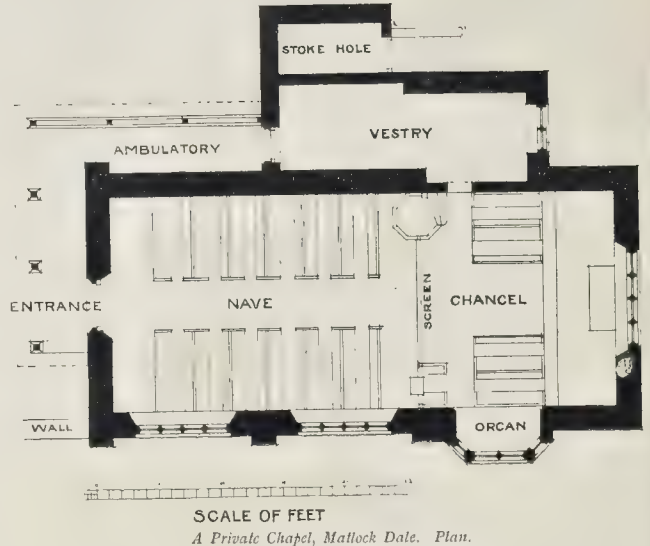 STOKE HOLE
VESTRY
AMBULATORY
ENTRANCE
NAVE
SCREEN
CHANCEL
WALL
ORGAN
SCALE OF FEET
A Private Chapel, Matlock Dale. Plan.